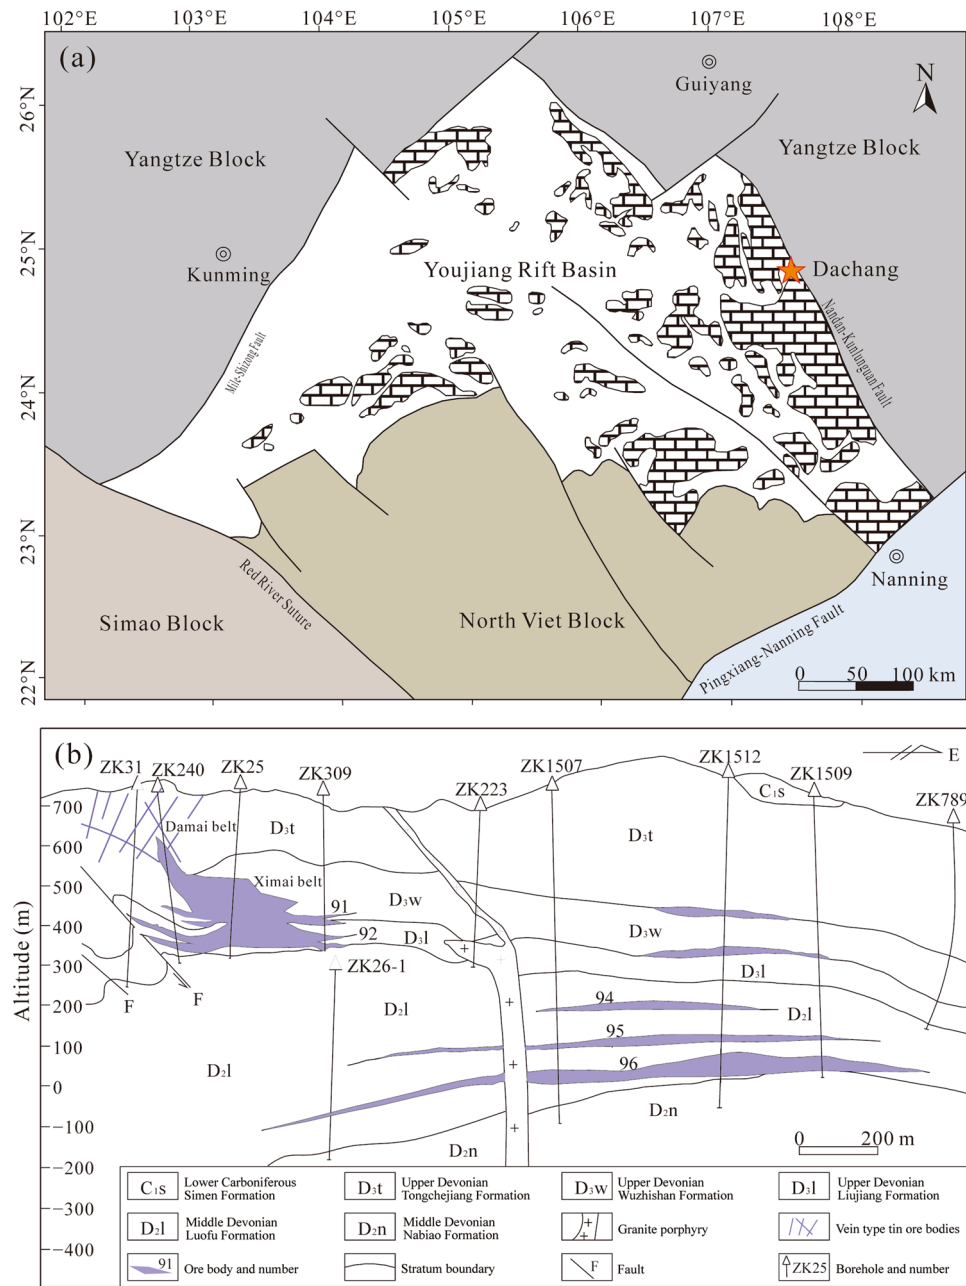 102°E 103°E 104°E 105°E 106°E 107°E 108°E
(a)
N
Guiyang
26°N
Yangtze Block
Yangtze Block
25°N
Kunming
Youjiang Rift Basin
Dachang
Nandan-Kunlunguan Fault
Mile-Shizong Fault
24°N
23°N
Nanning
Red River Suture
Simao Block
North Viet Block
Pingxiang-Nanning Fault
22°N
0 50 100 km
(b)
E
ZK31
ZK240
ZK25
ZK309
ZK223
ZK1507
ZK1512
ZK1509
ZK789
C₁s
700
Damai belt
D₃t
D₃t
600
Ximai belt
500
91
D₃w
D₃w
400
92
D₃l
D₃l
300
ZK26-1
F
F
200
D₂l
94
D₂l
100
95
D₂l
96
0
D₂n
−100
D₂n
0 200 m
−200
−300
−400
Altitude (m)
C₁s Lower Carboniferous
Simen Formation
D₃t Upper Devonian
Tongchejiang Formation
D₃w Upper Devonian
Wuzhishan Formation
D₃l Upper Devonian
Liujiang Formation
D₂l Middle Devonian
Luofu Formation
D₂n Middle Devonian
Nabiao Formation
Granite porphyry
Vein type tin ore bodies
91 Ore body and number
Stratum boundary
F Fault
ZK25 Borehole and number